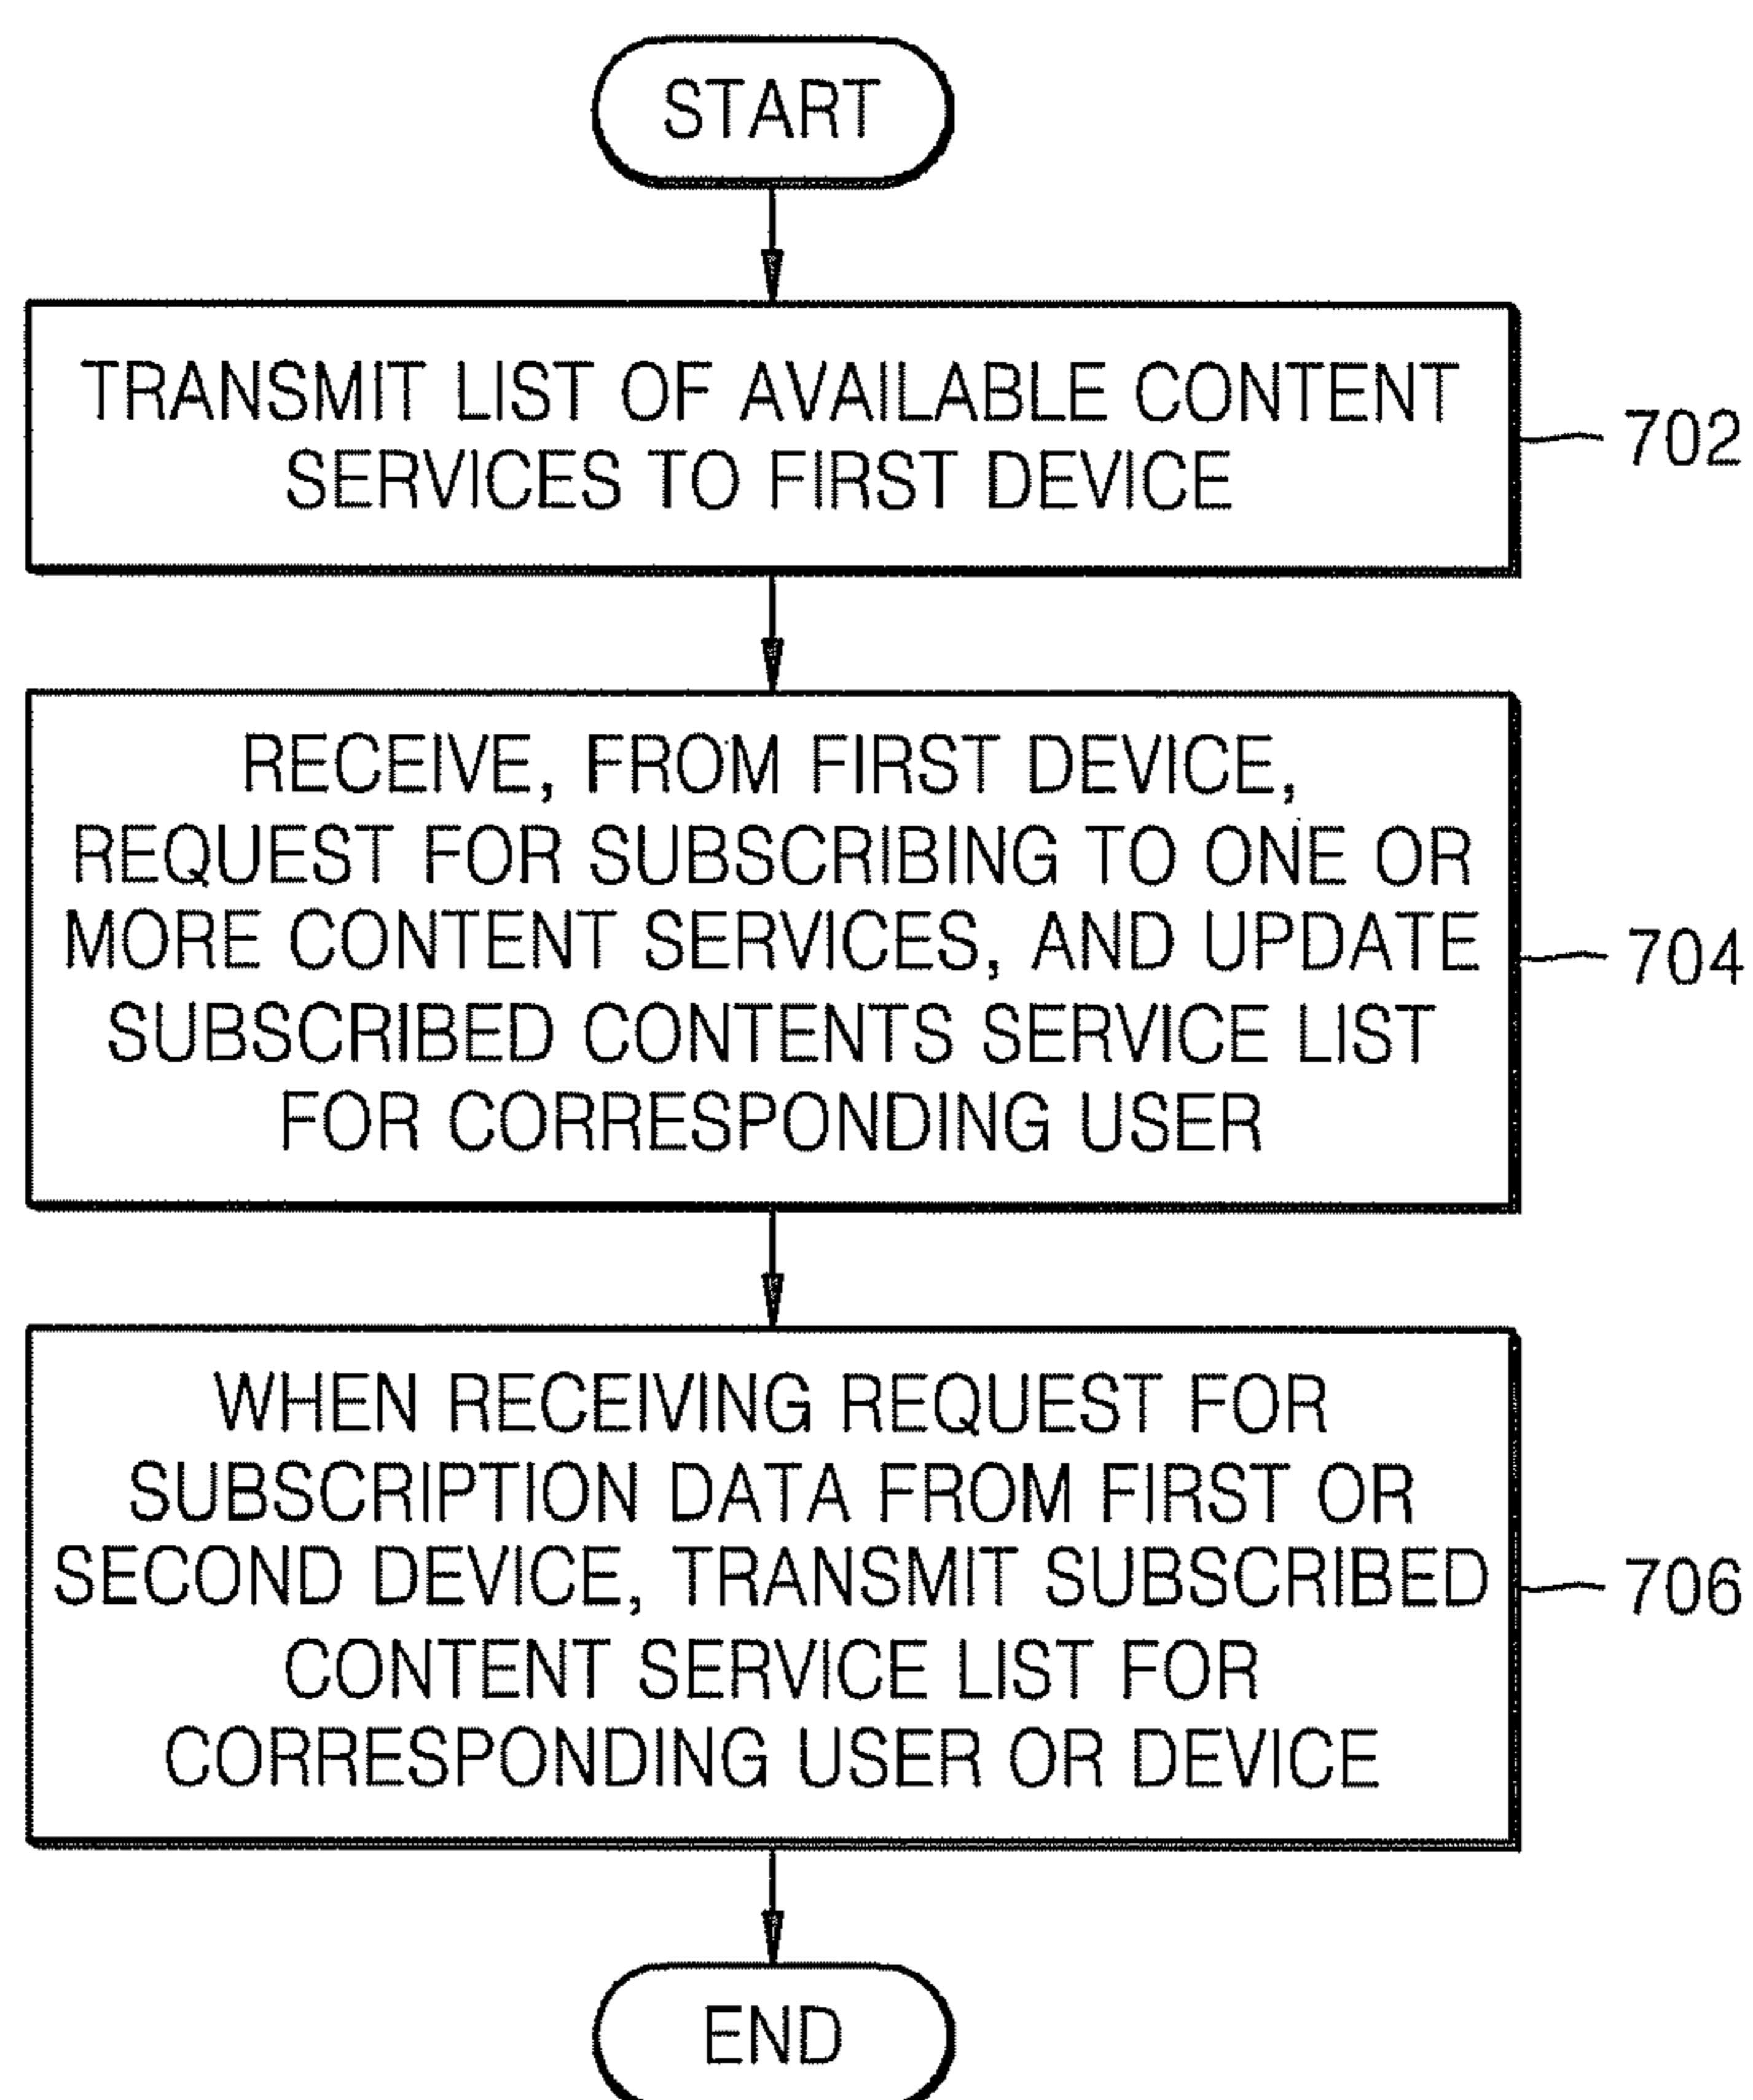 START
TRANSMIT LIST OF AVAILABLE CONTENT
SERVICES TO FIRST DEVICE
702
RECEIVE, FROM FIRST DEVICE,
REQUEST FOR SUBSCRIBING TO ONE OR
MORE CONTENT SERVICES, AND UPDATE
SUBSCRIBED CONTENTS SERVICE LIST
FOR CORRESPONDING USER
704
WHEN RECEIVING REQUEST FOR
SUBSCRIPTION DATA FROM FIRST OR
SECOND DEVICE, TRANSMIT SUBSCRIBED
CONTENT SERVICE LIST FOR
CORRESPONDING USER OR DEVICE
706
END